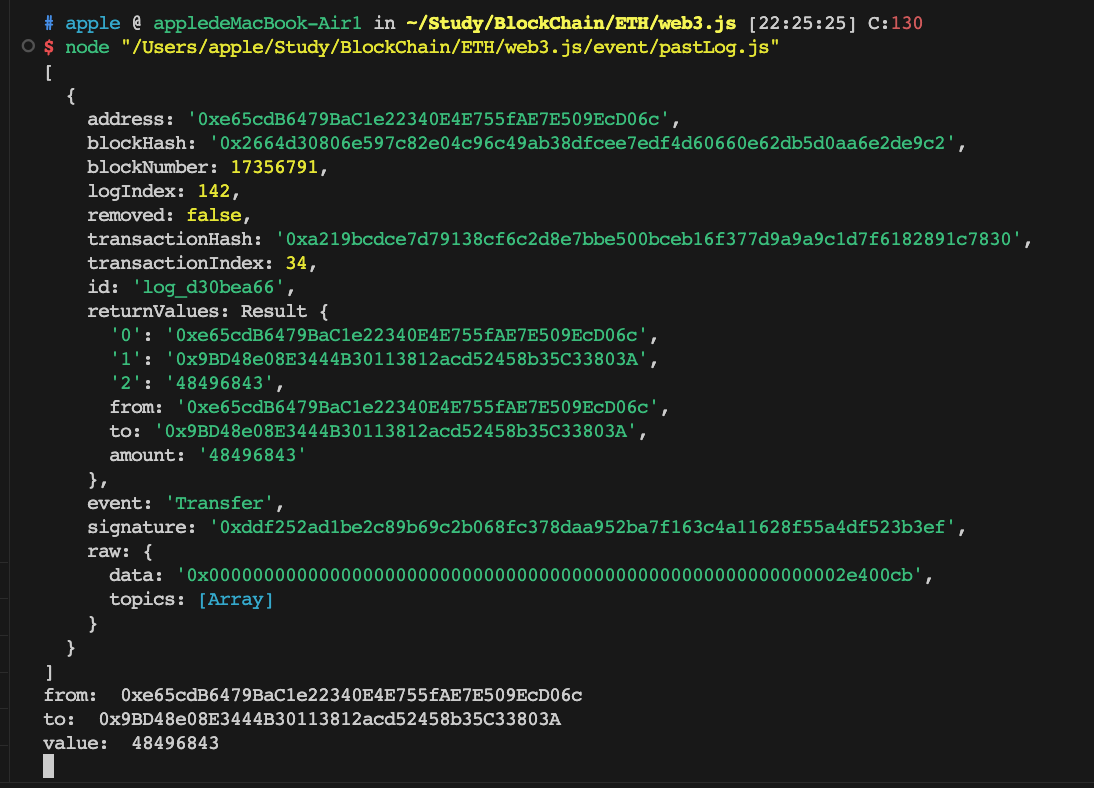 # apple @ appledeMacBook-Air1 in ~/Study/BlockChain/ETH/web3.js [22:25:25] C:130
$ node "/Users/apple/Study/BlockChain/ETH/web3.js/event/pastLog.js"
[
  {
    address: '0xe65cdB6479BaC1e22340E4E755fAE7E509EcD06c',
    blockHash: '0x2664d30806e597c82e04c96c49ab38dfcee7edf4d60660e62db5d0aa6e2de9c2',
    blockNumber: 17356791,
    logIndex: 142,
    removed: false,
    transactionHash: '0xa219bcdce7d79138cf6c2d8e7bbe500bceb16f377d9a9a9c1d7f6182891c7830',
    transactionIndex: 34,
    id: 'log_d30bea66',
    returnValues: Result {
      '0': '0xe65cdB6479BaC1e22340E4E755fAE7E509EcD06c',
      '1': '0x9BD48e08E3444B30113812acd52458b35C33803A',
      '2': '48496843',
      from: '0xe65cdB6479BaC1e22340E4E755fAE7E509EcD06c',
      to: '0x9BD48e08E3444B30113812acd52458b35C33803A',
      amount: '48496843'
    },
    event: 'Transfer',
    signature: '0xddf252ad1be2c89b69c2b068fc378daa952ba7f163c4a11628f55a4df523b3ef',
    raw: {
      data: '0x0000000000000000000000000000000000000000000000000000000002e400cb',
      topics: [Array]
    }
  }
]
from:  0xe65cdB6479BaC1e22340E4E755fAE7E509EcD06c
to:  0x9BD48e08E3444B30113812acd52458b35C33803A
value:  48496843